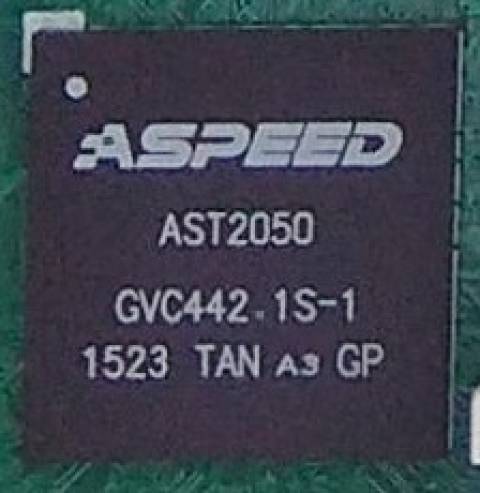 ASPEED
AST2050
GVC442.1S-1
1523 TAN A3 GP